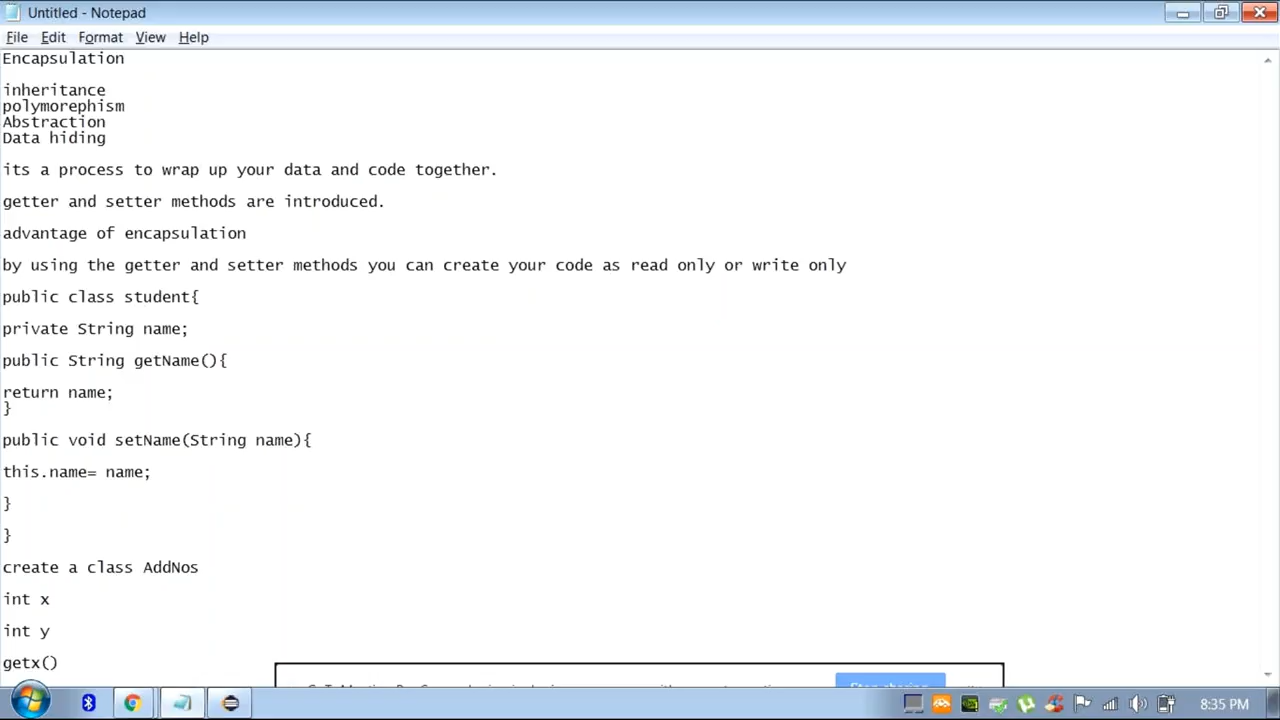 Untitled - Notepad
File Edit Format View Help
Encapsulation
inheritance
polymorephism
Abstraction
Data hiding
its a process to wrap up your data and code together.
getter and setter methods are introduced.
advantage of encapsulation
by using the getter and setter methods you can create your code as read only or write only
public class student{
private String name;
public String getName(){
return name;
}
public void setName(String name){
this.name= name;
}
}
create a class AddNos
int x
int y
getx()
8:35 PM